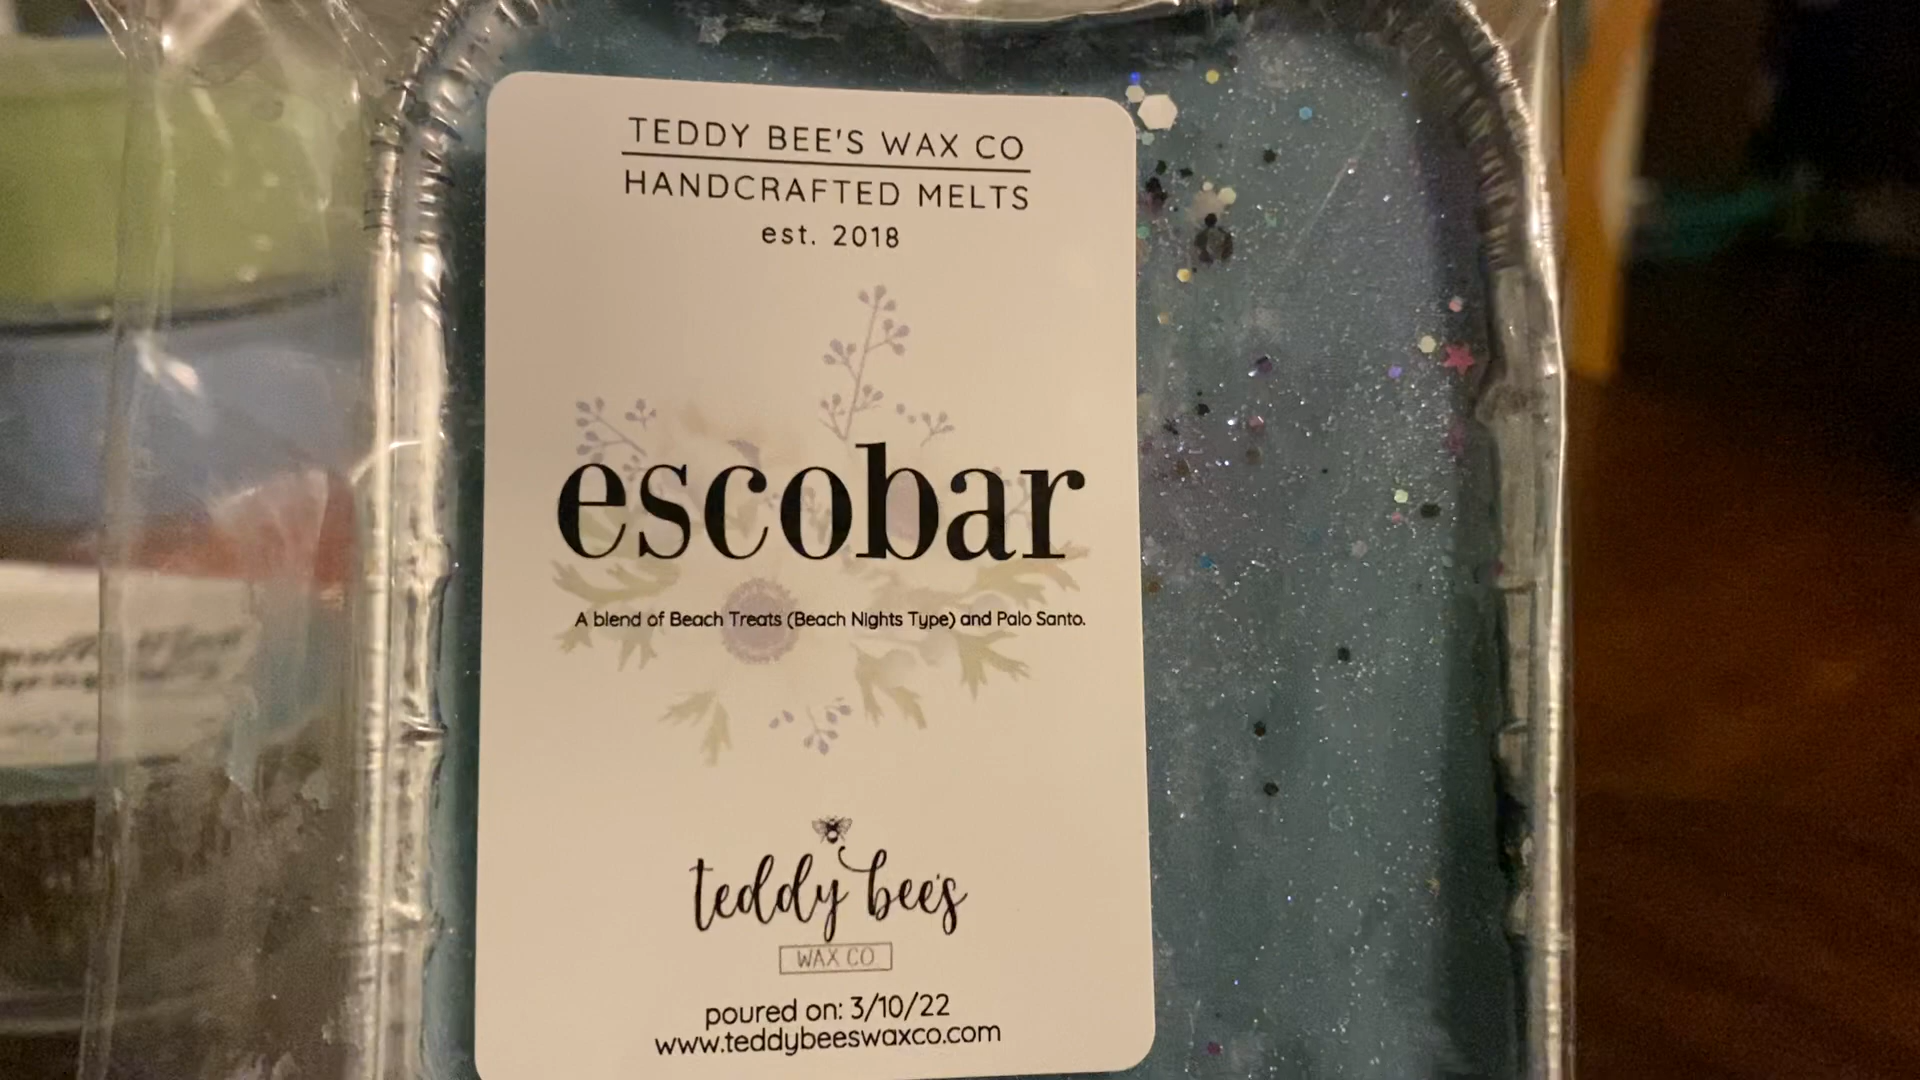 TEDDY BEE'S WAX CO
HANDCRAFTED MELTS
est. 2018
escobar
A blend of Beach Treats (Beach Nights Type) and Palo Santo.
teddy bee's
WAX CO
poured on: 3/10/22
www.teddybeeswaxco.com